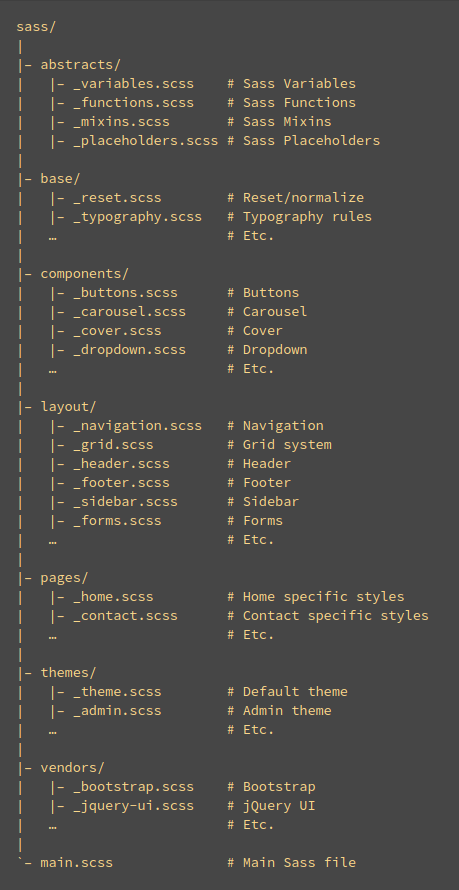 sass/
|
|– abstracts/
|   |– _variables.scss    # Sass Variables
|   |– _functions.scss    # Sass Functions
|   |– _mixins.scss       # Sass Mixins
|   |– _placeholders.scss # Sass Placeholders
|
|– base/
|   |– _reset.scss        # Reset/normalize
|   |– _typography.scss   # Typography rules
|   …                     # Etc.
|
|– components/
|   |– _buttons.scss      # Buttons
|   |– _carousel.scss     # Carousel
|   |– _cover.scss        # Cover
|   |– _dropdown.scss     # Dropdown
|   …                     # Etc.
|
|– layout/
|   |– _navigation.scss   # Navigation
|   |– _grid.scss         # Grid system
|   |– _header.scss       # Header
|   |– _footer.scss       # Footer
|   |– _sidebar.scss      # Sidebar
|   |– _forms.scss        # Forms
|   …                     # Etc.
|
|– pages/
|   |– _home.scss         # Home specific styles
|   |– _contact.scss      # Contact specific styles
|   …                     # Etc.
|
|– themes/
|   |– _theme.scss        # Default theme
|   |– _admin.scss        # Admin theme
|   …                     # Etc.
|
|– vendors/
|   |– _bootstrap.scss    # Bootstrap
|   |– _jquery-ui.scss    # jQuery UI
|   …                     # Etc.
|
`– main.scss              # Main Sass file